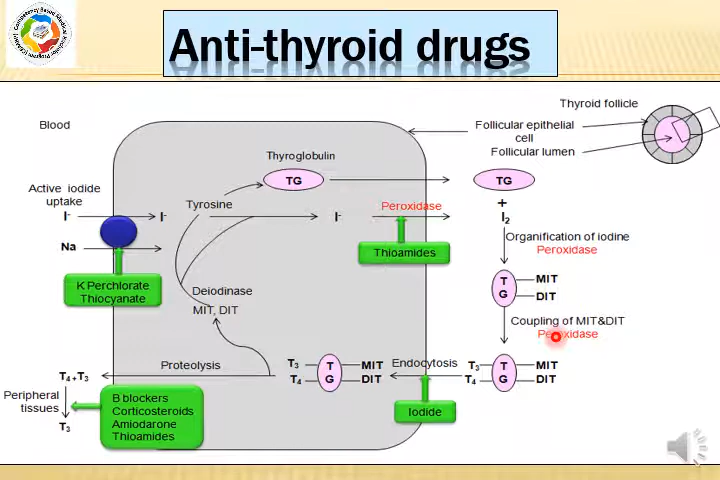 Anti-thyroid drugs
Thyroid follicle
Blood
Follicular epithelial
cell
Follicular lumen
Thyroglobulin
TG
TG
Active iodide
uptake
Tyrosine
Peroxidase
+
I-
I-
I-
I2
Na
Thioamides
Organification of iodine
Peroxidase
K Perchlorate
Thiocyanate
Deiodinase
MIT, DIT
T
G
MIT
DIT
Coupling of MIT&DIT
Proteolysis
Endocytosis
T3
T4
T
G
MIT
DIT
T3
T4
T
G
MIT
DIT
T4+T3
Peripheral
tissues
T3
B blockers
Corticosteroids
Amiodarone
Thioamides
Iodide